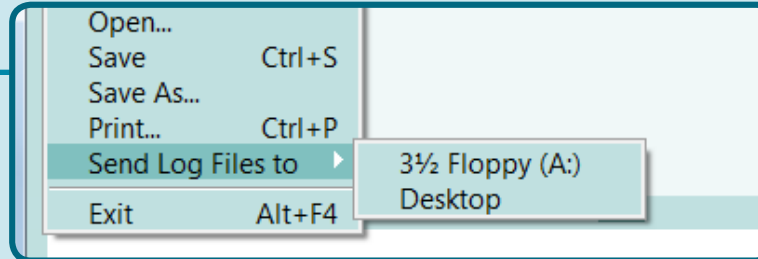 Open...
Save Ctrl+S
Save As...
Print... Ctrl+P
Send Log Files to
3½ Floppy (A:)
Desktop
Exit Alt+F4